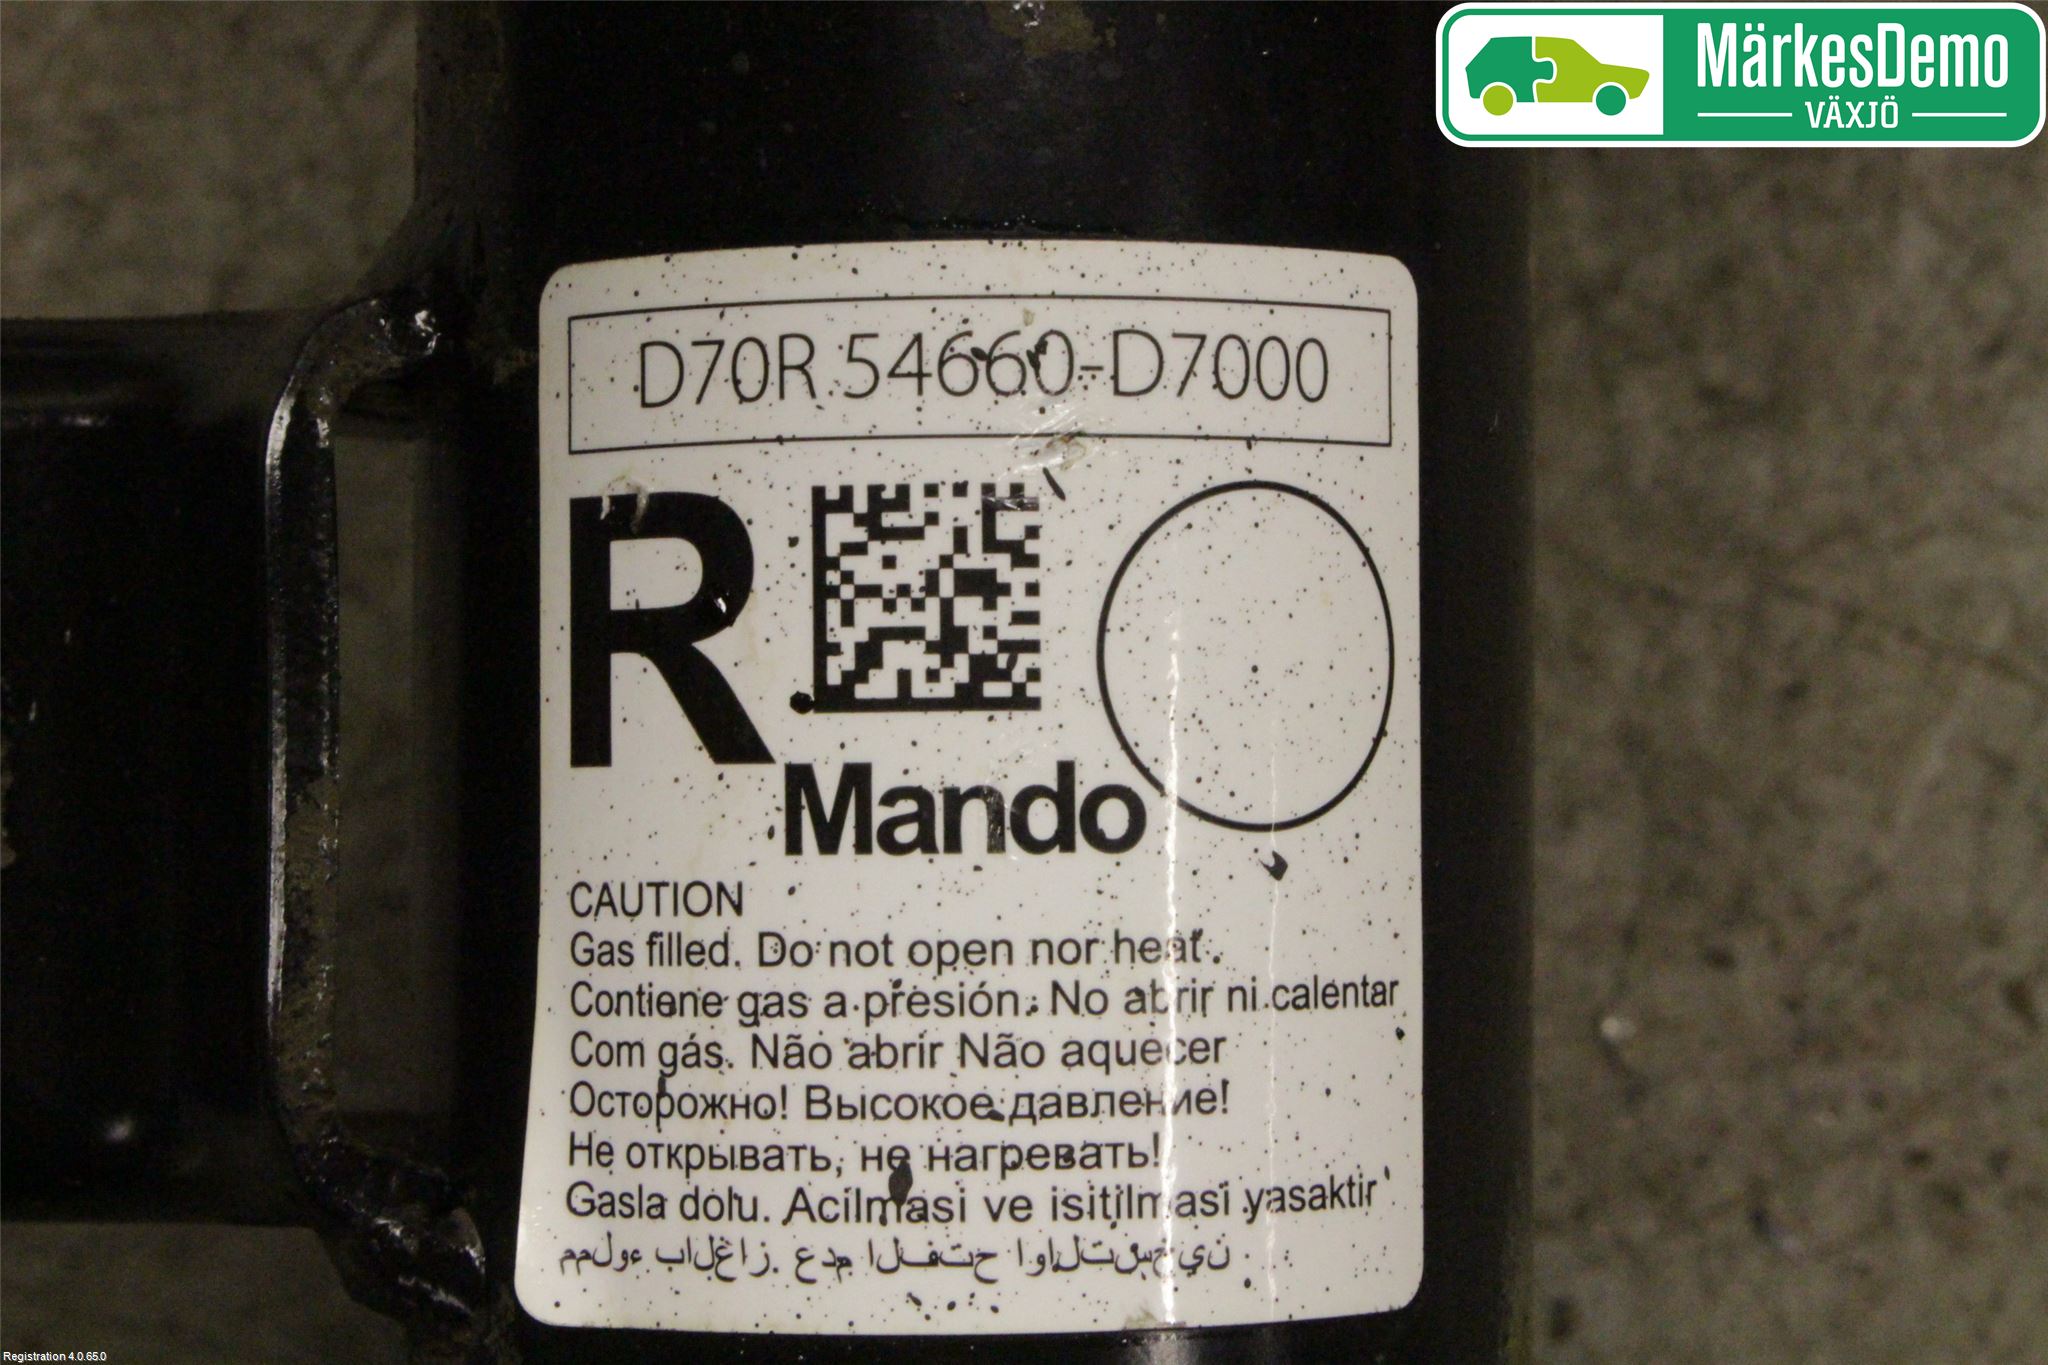 MärkesDemo
VÄXJÖ
D70R 54660-D7000
R
Mando
CAUTION
Gas filled. Do not open nor heat.
Contiene gas a presión. No abrir ni calentar
Com gás. Não abrir Não aquecer
Осторожно! Высокое давление!
Не открывать, не нагревать!
Gasla dolu. Acilmasi ve isitilmasi yasaktir
مملوء بالغاز. عدم الفتح اوالتسخين
Registration 4.0.65.0